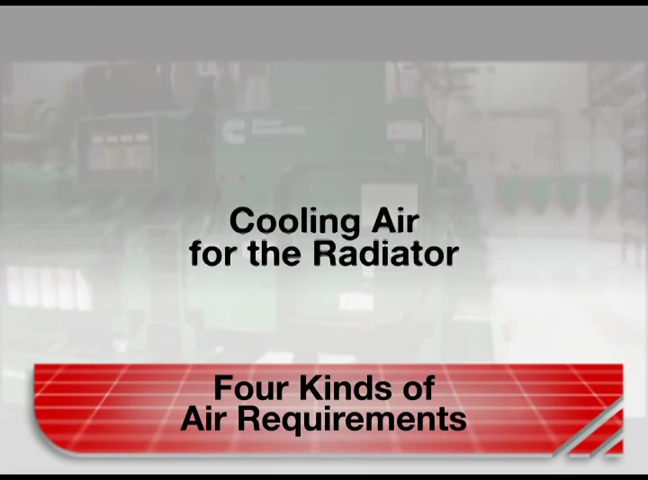 Cooling Air
for the Radiator
Four Kinds of
Air Requirements